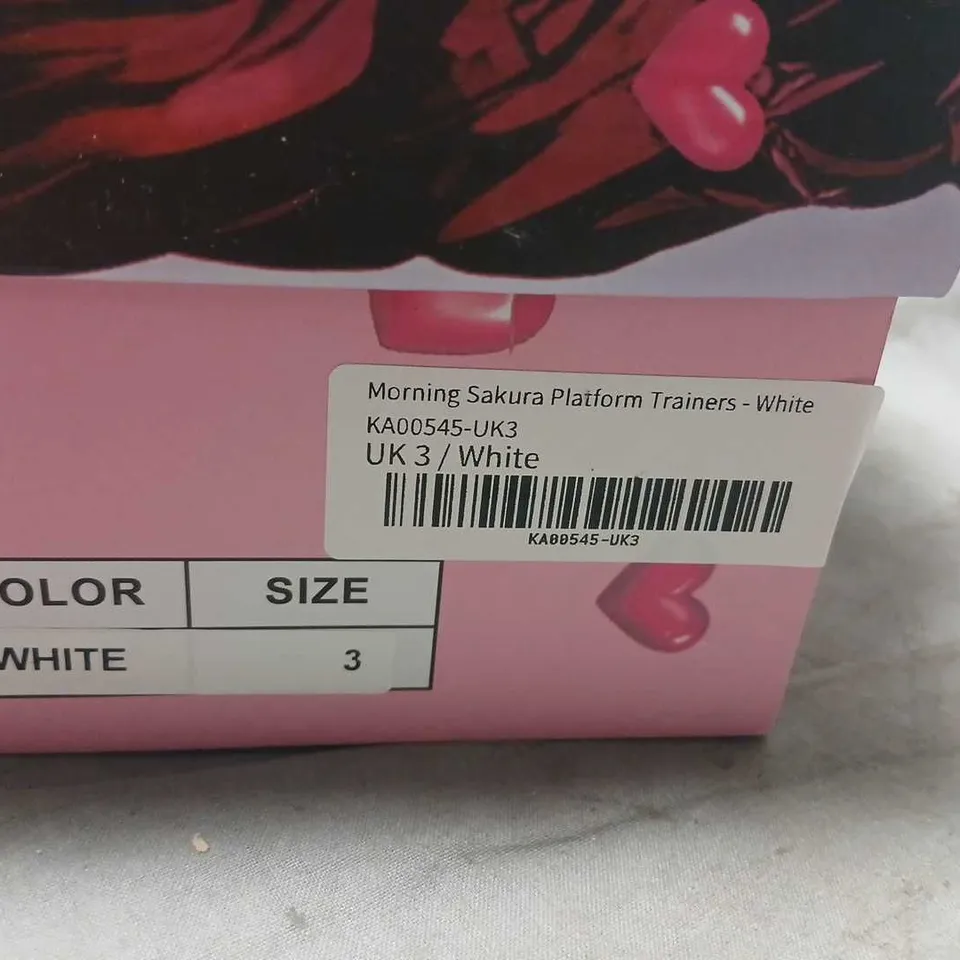 Morning Sakura Platform Trainers - White
KA00545-UK3
UK 3 / White
KA00545-UK3
OLOR SIZE
WHITE 3